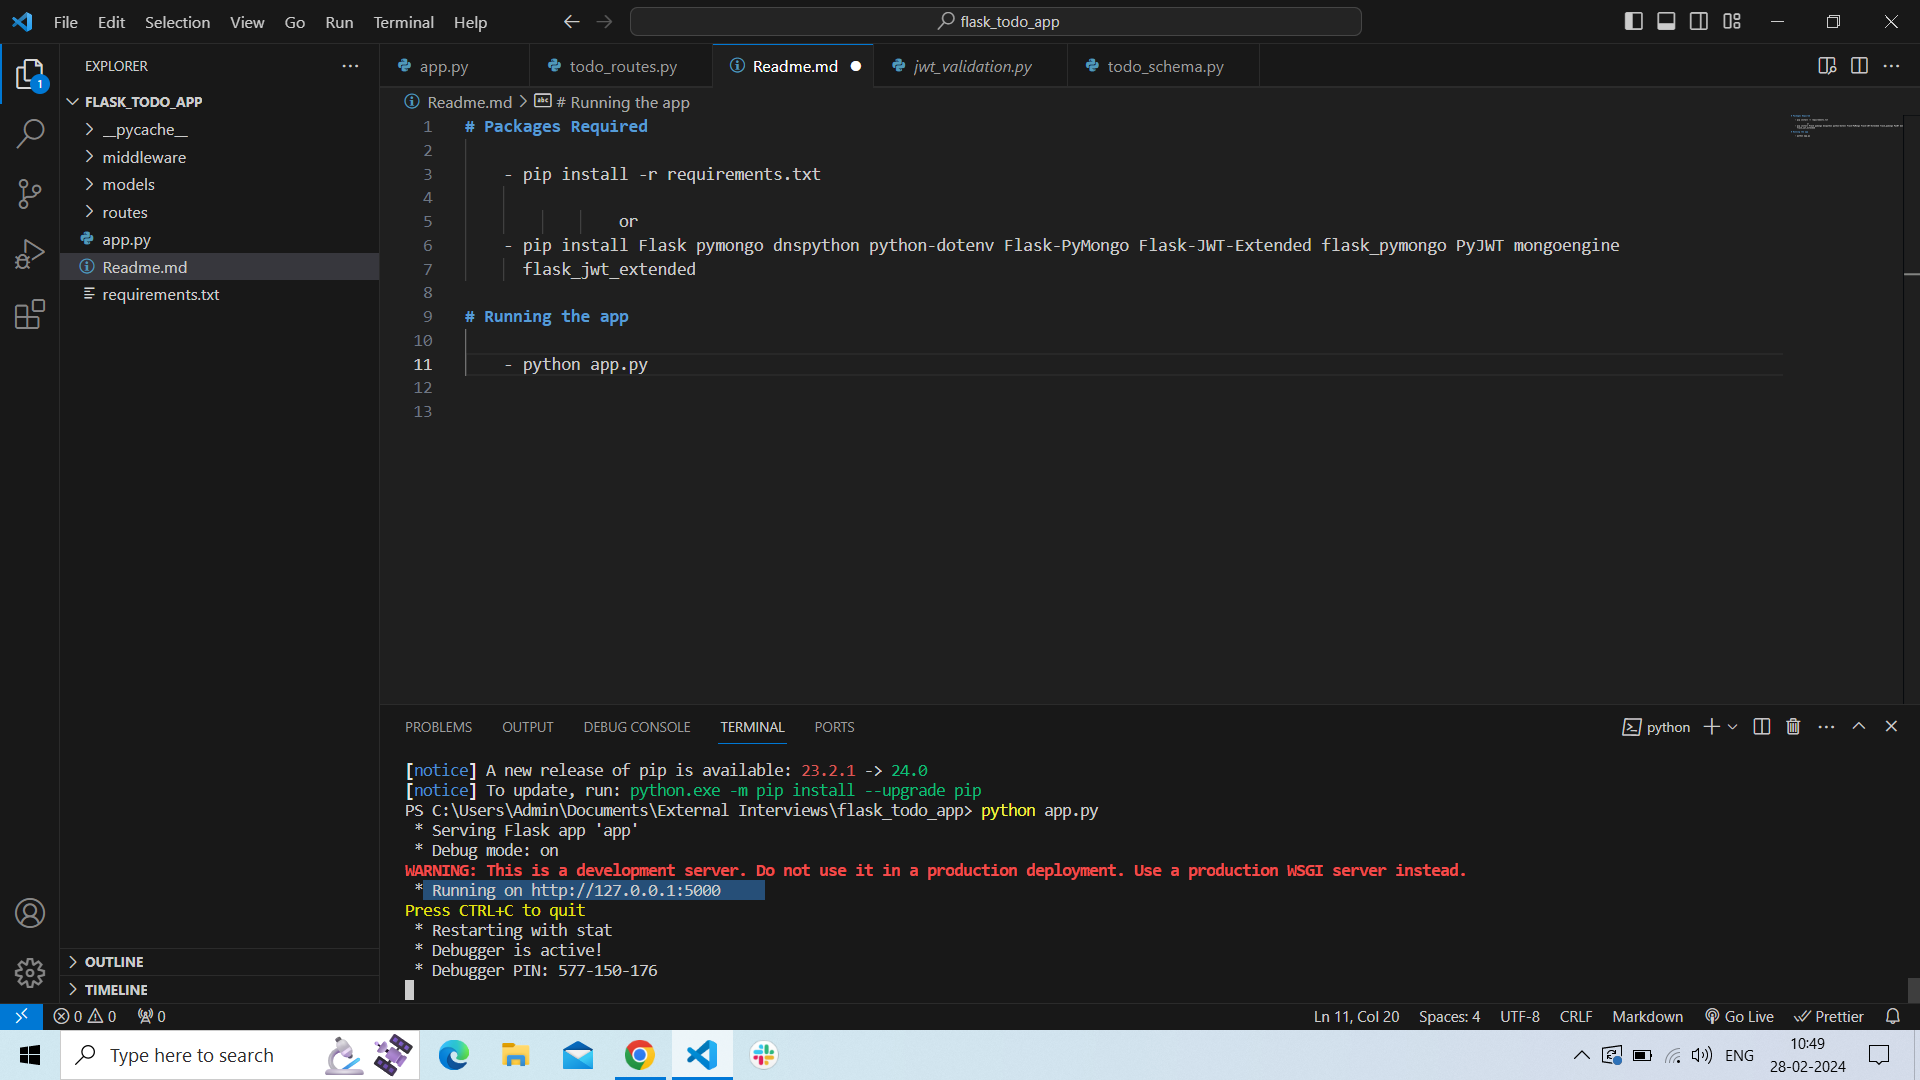 File Edit Selection View Go Run Terminal Help
flask_todo_app
1
EXPLORER
FLASK_TODO_APP
__pycache__
middleware
models
routes
app.py
Readme.md
requirements.txt
OUTLINE
TIMELINE
app.py
todo_routes.py
Readme.md
jwt_validation.py
todo_schema.py
Readme.md > # Running the app
1 # Packages Required
2
3 - pip install -r requirements.txt
4
5 or
6 - pip install Flask pymongo dnspython python-dotenv Flask-PyMongo Flask-JWT-Extended flask_pymongo PyJWT mongoengine
7 flask_jwt_extended
8
9 # Running the app
10
11 - python app.py
12
13
PROBLEMS OUTPUT DEBUG CONSOLE TERMINAL PORTS
python
[notice] A new release of pip is available: 23.2.1 -> 24.0
[notice] To update, run: python.exe -m pip install --upgrade pip
PS C:\Users\Admin\Documents\External Interviews\flask_todo_app> python app.py
* Serving Flask app 'app'
* Debug mode: on
WARNING: This is a development server. Do not use it in a production deployment. Use a production WSGI server instead.
* Running on http://127.0.0.1:5000
Press CTRL+C to quit
* Restarting with stat
* Debugger is active!
* Debugger PIN: 577-150-176
0 0 0
Ln 11, Col 20 Spaces: 4 UTF-8 CRLF Markdown Go Live Prettier
Type here to search
ENG
10:49
28-02-2024